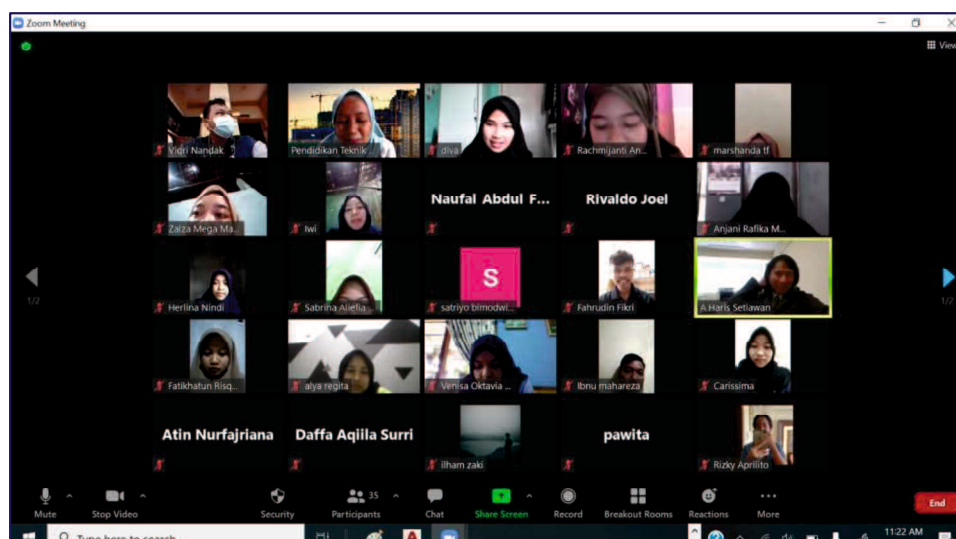 Zoom Meeting
View
Vidri Nandak
Pendidikan Teknik ...
diva
Rachmijanti An...
marshanda tf
Zaiza Mega Ma...
Iwi
Naufal Abdul F...
Rivaldo Joel
Anjani Rafika M...
1/2
1/2
Herlina Nindi
Sabrina Allelia ...
S
satriyo bimodwi...
Fahrudin Fikri
A.Haris Setiawan
Fatikhatun Risq...
alya regita
Venisa Oktavia ...
Ibnu mahareza
Carissima
Atin Nurfajriana
Daffa Aqiila Surri
ilham zaki
pawita
Rizky Aprilito
35
Mute
Stop Video
Security
Participants
Chat
Share Screen
Record
Breakout Rooms
Reactions
More
End
Type here to search
11:22 AM